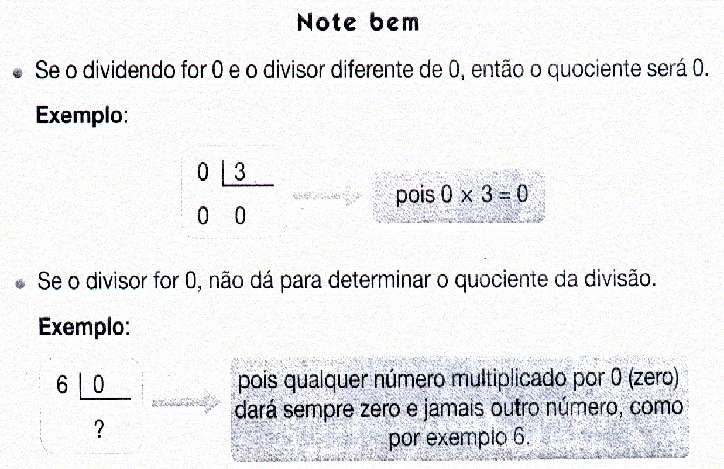 Note bem
Se o dividendo for 0 e o divisor diferente de 0, então o quociente será 0.
Exemplo:
0 3
0 0
pois 0 × 3 = 0
Se o divisor for 0, não dá para determinar o quociente da divisão.
Exemplo:
6 0
?
pois qualquer número multiplicado por 0 (zero)
dará sempre zero e jamais outro número, como
por exemplo 6.